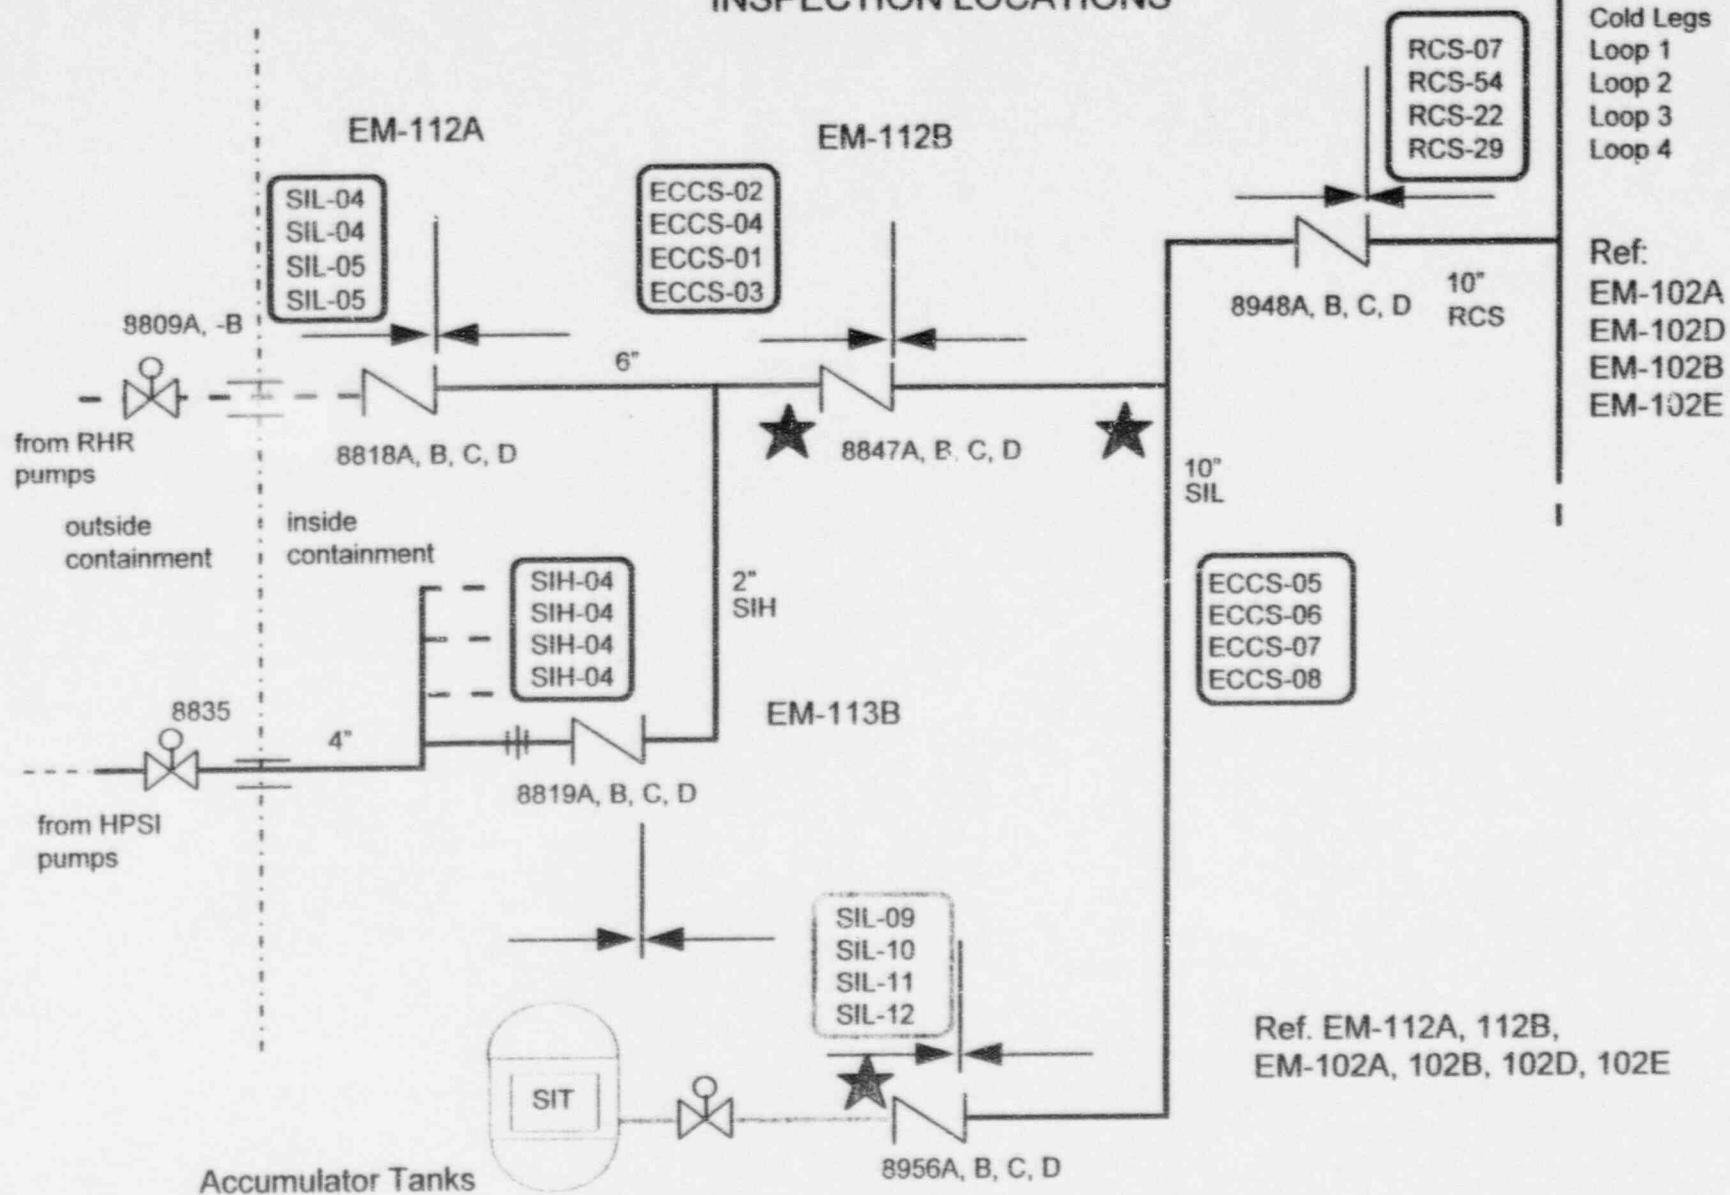 INSPECTION LOCATIONS
Cold Legs
Loop 1
Loop 2
Loop 3
Loop 4
RCS-07
RCS-54
RCS-22
RCS-29
EM-112A
EM-112B
SIL-04
SIL-04
SIL-05
SIL-05
ECCS-02
ECCS-04
ECCS-01
ECCS-03
8809A, -B
6"
8948A, B, C, D
10"
RCS
Ref:
EM-102A
EM-102D
EM-102B
EM-102E
from RHR
pumps
8818A, B, C, D
8847A, B, C, D
10"
SIL
outside
containment
inside
containment
SIH-04
SIH-04
SIH-04
SIH-04
2"
SIH
ECCS-05
ECCS-06
ECCS-07
ECCS-08
8835
4"
EM-113B
8819A, B, C, D
from HPSI
pumps
SIL-09
SIL-10
SIL-11
SIL-12
SIT
Ref. EM-112A, 112B,
EM-102A, 102B, 102D, 102E
8956A, B, C, D
Accumulator Tanks